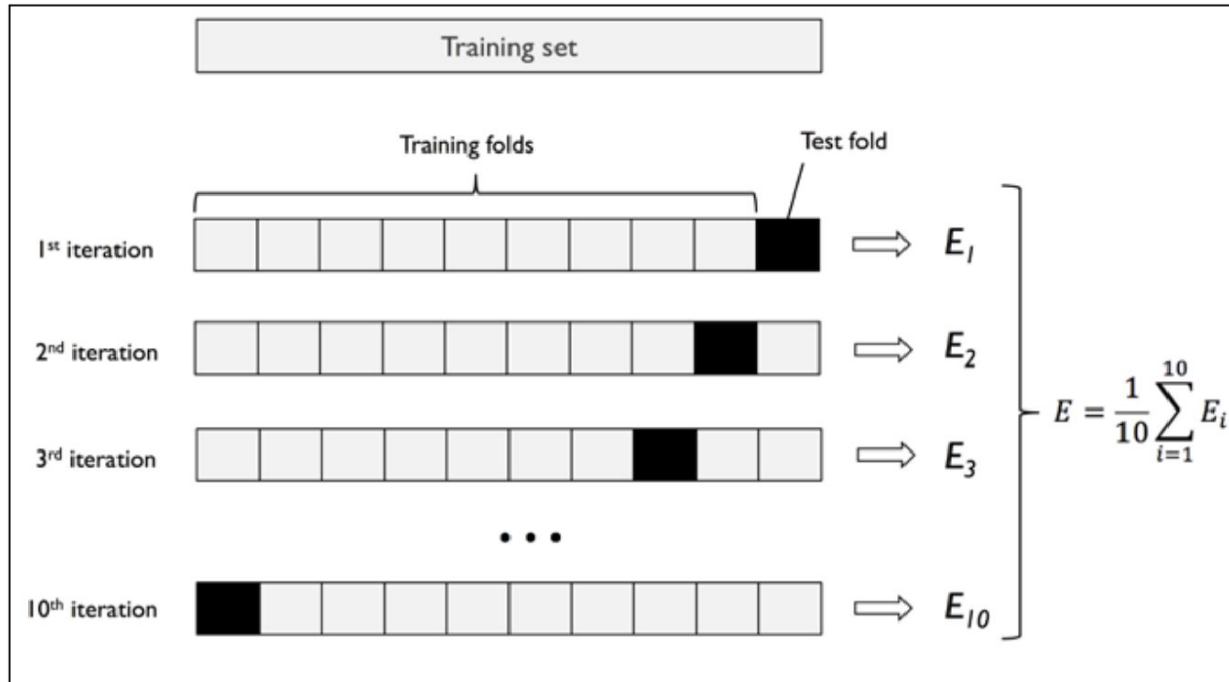 Training set
Training folds
Test fold
1st iteration
E1
2nd iteration
E2
3rd iteration
E3
• • •
10th iteration
E10
E = 1/10 ∑_{i=1}^{10} E_i